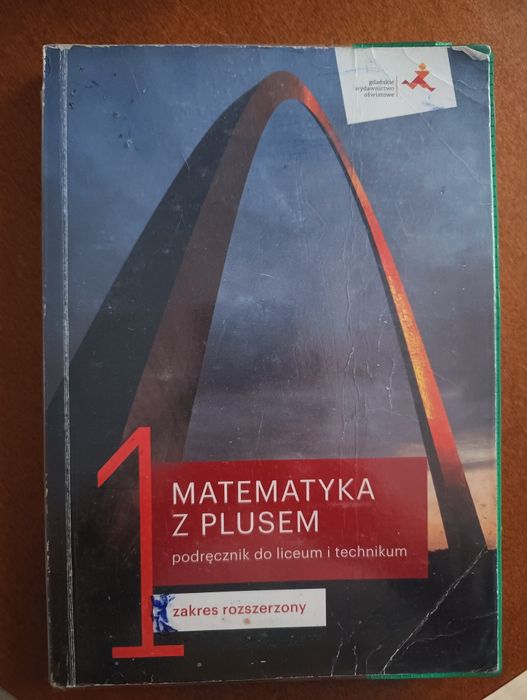 gdańskie
wydawnictwo
oświatowe
1
MATEMATYKA
Z PLUSEM
podręcznik do liceum i technikum
zakres rozszerzony